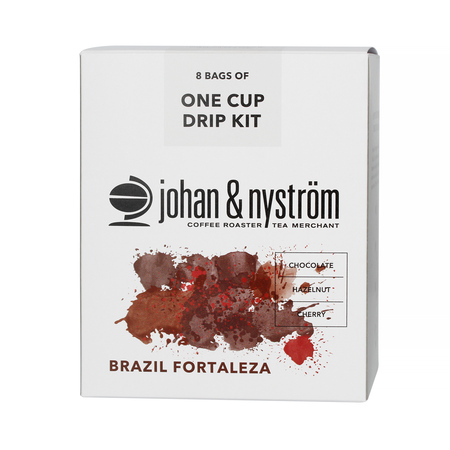 8 BAGS OF
ONE CUP
DRIP KIT
johan & nyström
COFFEE ROASTER TEA MERCHANT
CHOCOLATE
HAZELNUT
CHERRY
BRAZIL FORTALEZA